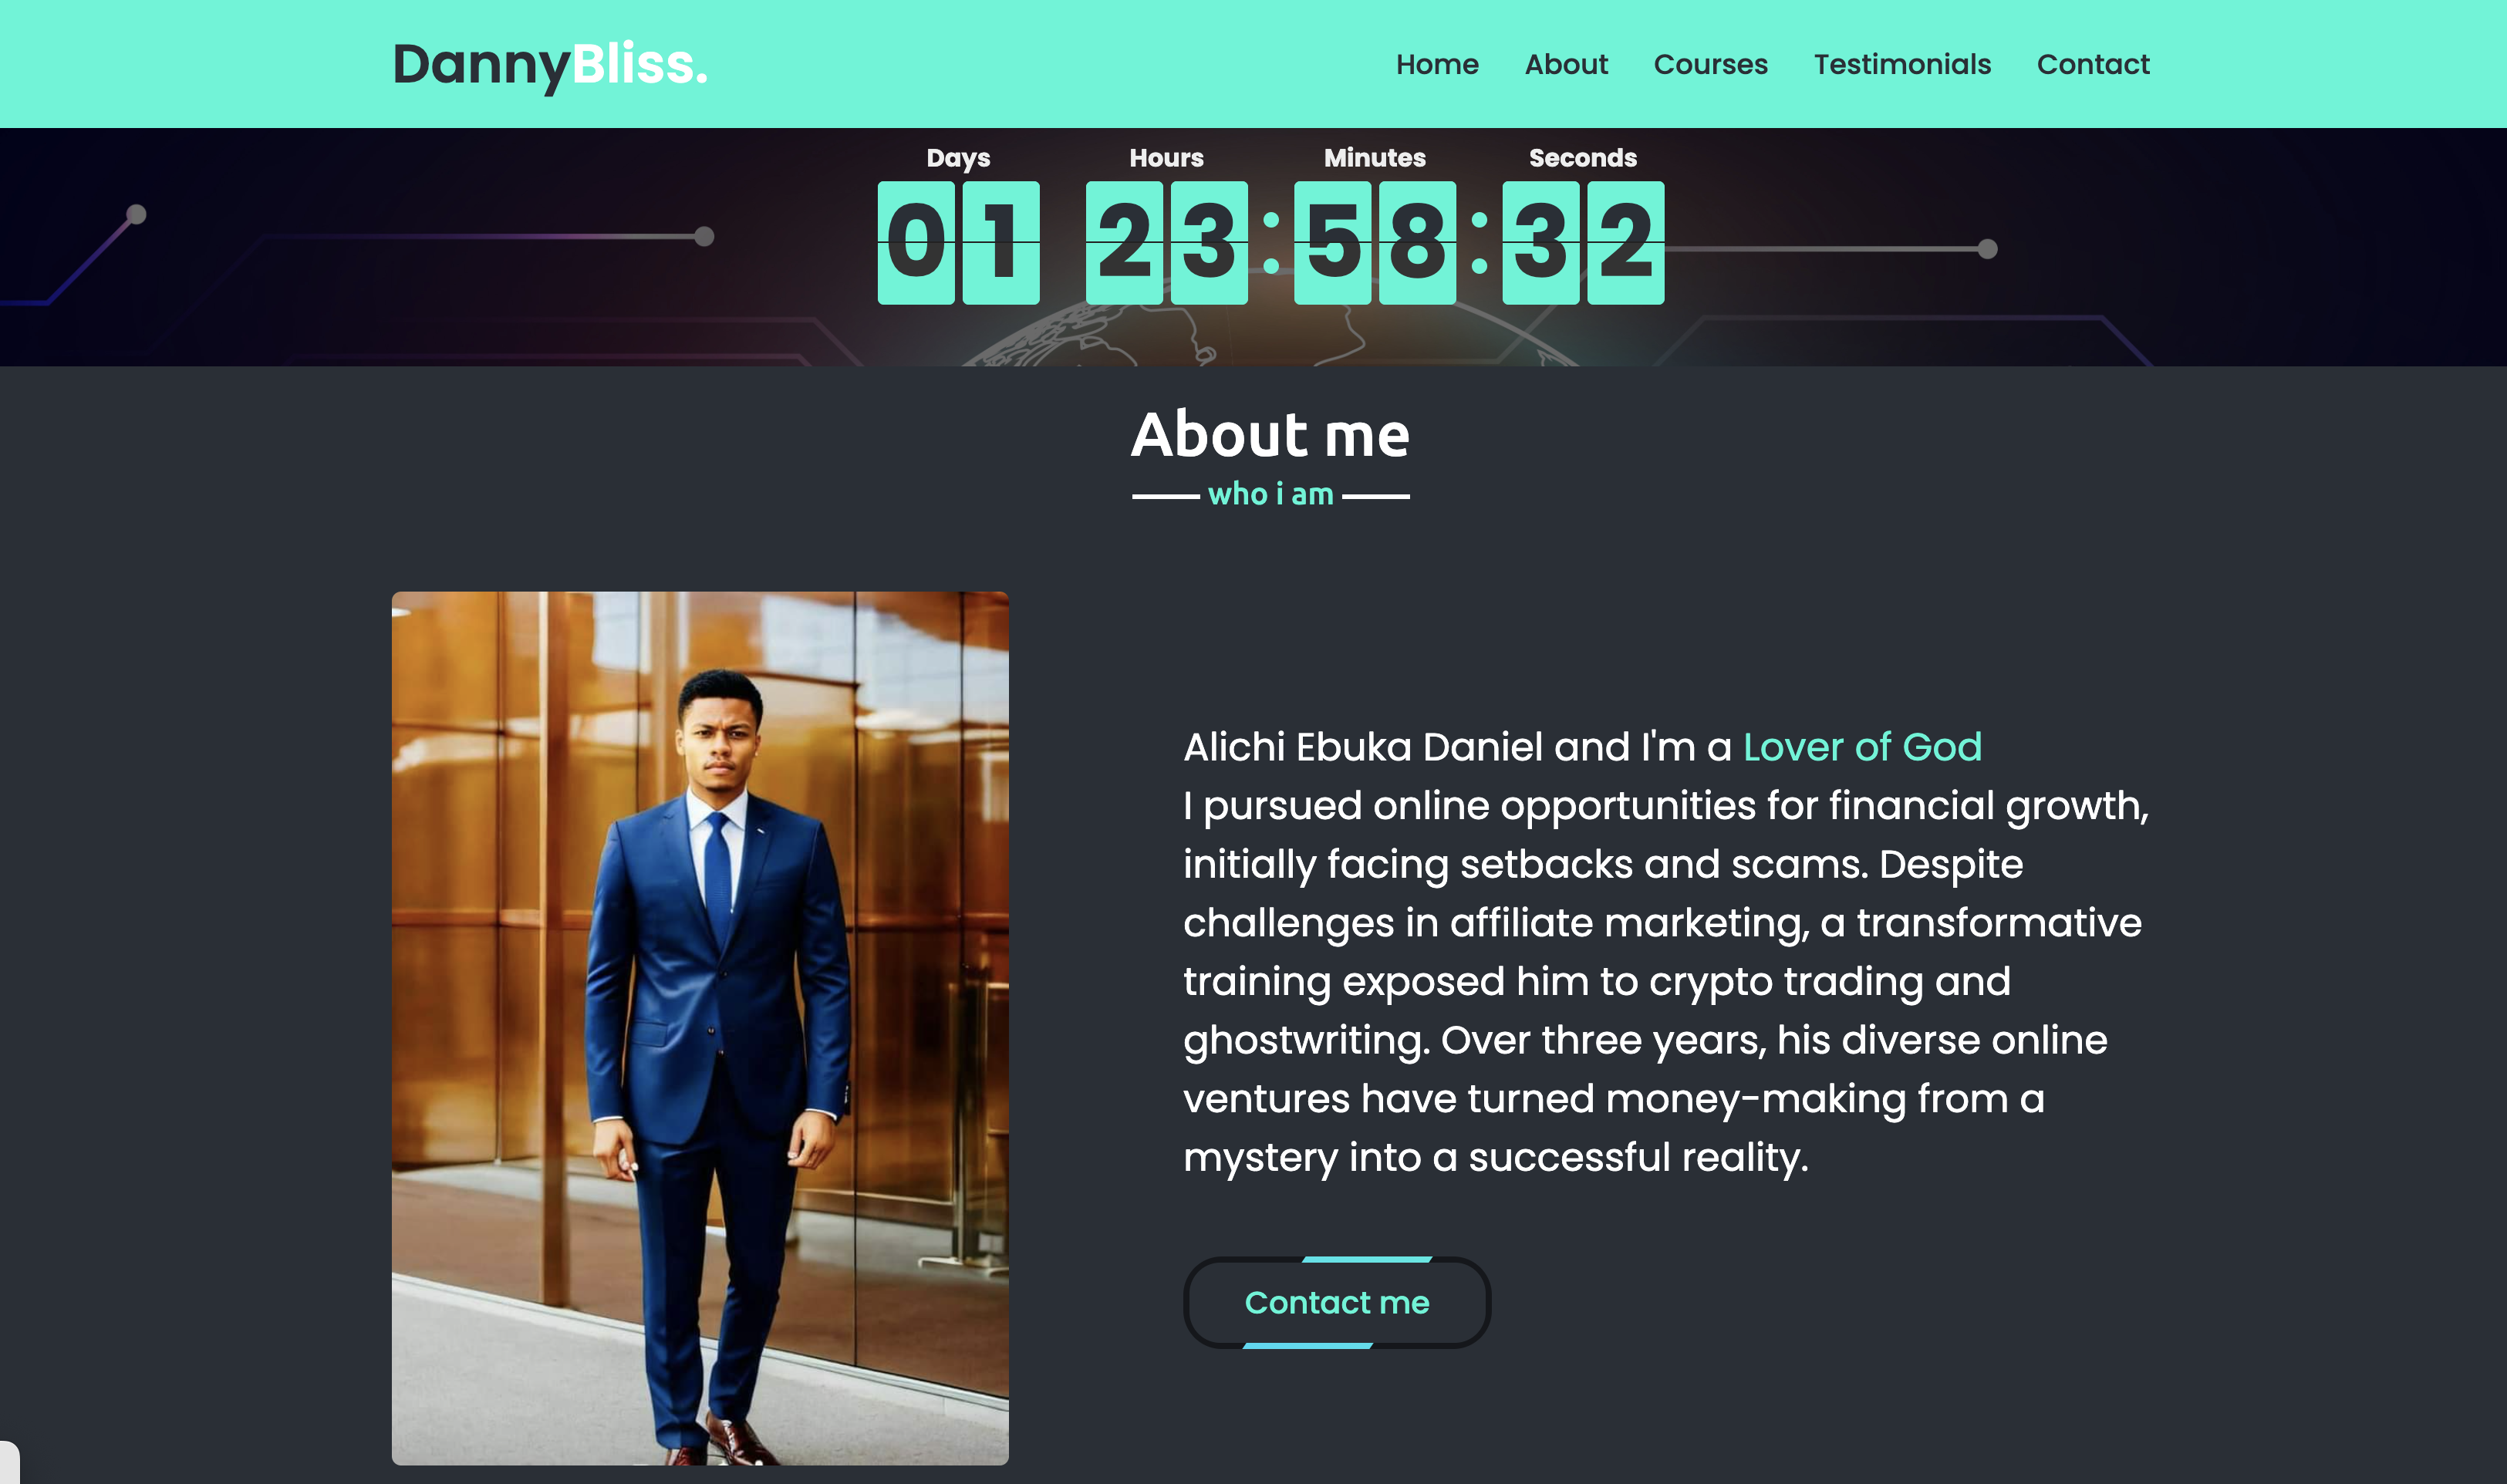 DannyBliss.
Home About Courses Testimonials Contact
Days Hours Minutes Seconds
01 23:58:32
About me
who i am
Alichi Ebuka Daniel and I'm a Lover of God
I pursued online opportunities for financial growth,
initially facing setbacks and scams. Despite
challenges in affiliate marketing, a transformative
training exposed him to crypto trading and
ghostwriting. Over three years, his diverse online
ventures have turned money-making from a
mystery into a successful reality.
Contact me